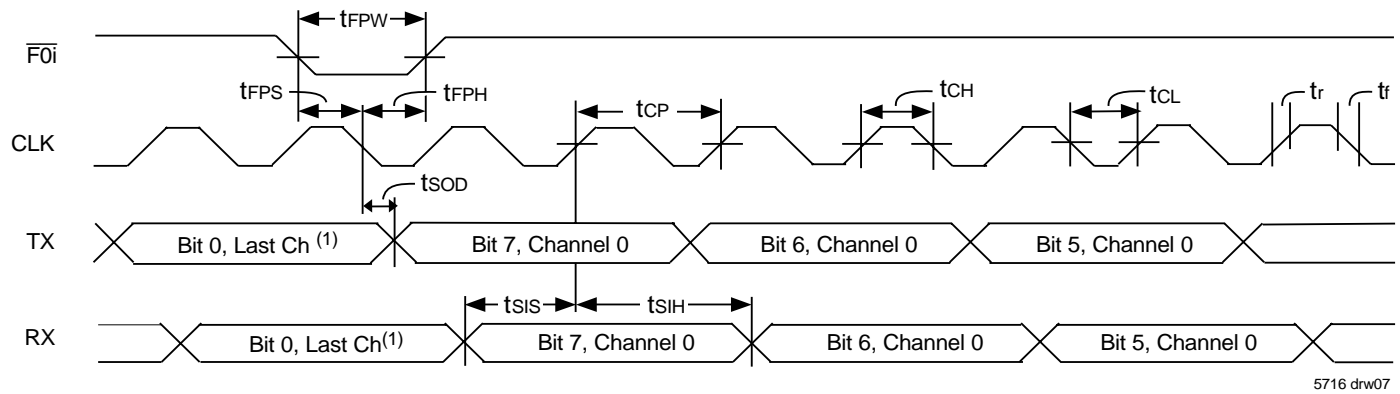 tFPW
F0i
tFPS
tFPH
tCP
tCH
tCL
tr
tf
CLK
tSOD
TX
Bit 0, Last Ch (1)
Bit 7, Channel 0
Bit 6, Channel 0
Bit 5, Channel 0
tSIS
tSIH
RX
Bit 0, Last Ch(1)
Bit 7, Channel 0
Bit 6, Channel 0
Bit 5, Channel 0
5716 drw07